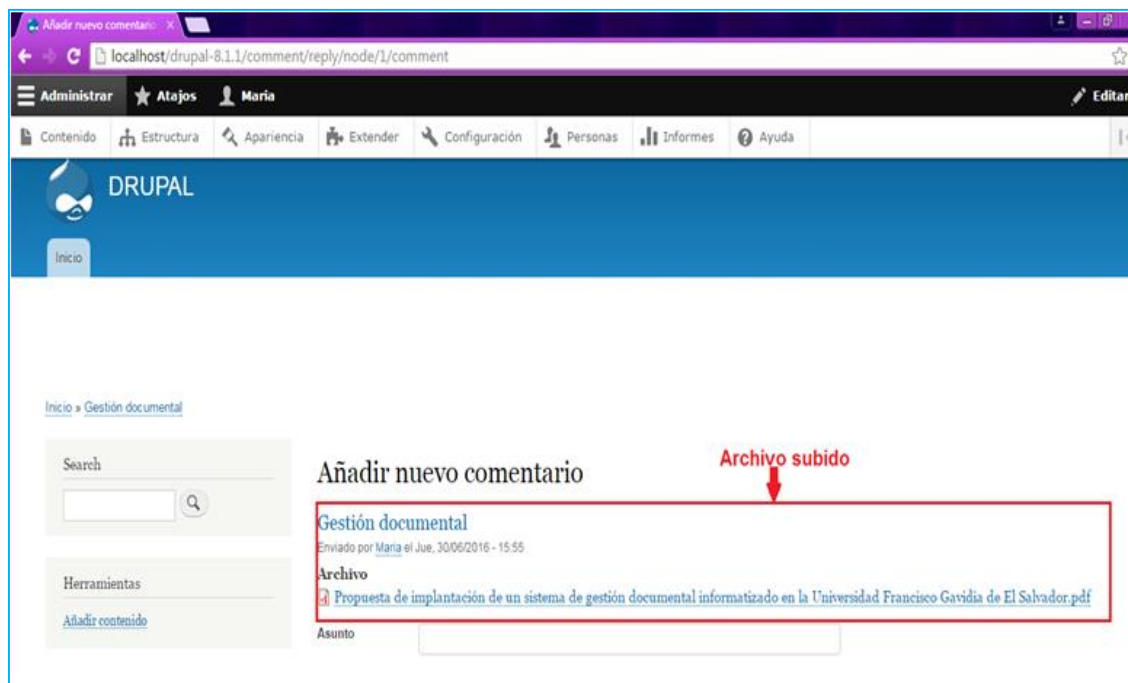 Añadir nuevo comentario
localhost/drupal-8.1.1/comment/reply/node/1/comment
Administrar Atajos Maria Editar
Contenido Estructura Apariencia Extender Configuración Personas Informes Ayuda
DRUPAL
Inicio
Inicio » Gestión documental
Search
Herramientas
Añadir contenido
Archivo subido
Añadir nuevo comentario
Gestión documental
Enviado por Maria el Jue, 30/06/2016 - 15:55
Archivo
Propuesta de implantación de un sistema de gestión documental informatizado en la Universidad Francisco Gavidia de El Salvador.pdf
Asunto